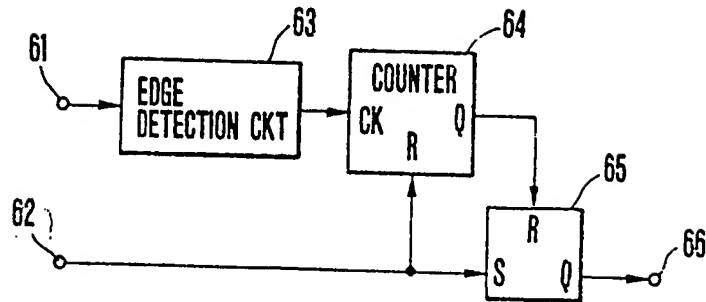 63
64
61
EDGE
DETECTION CKT
COUNTER
CK
Q
R
65
62
R
S
Q
66